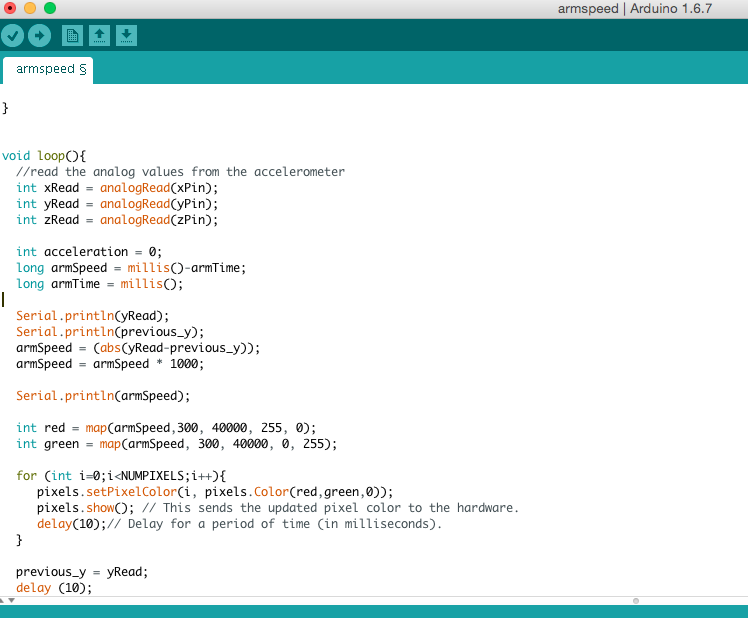 armspeed | Arduino 1.6.7
armspeed §
}
void loop(){
//read the analog values from the accelerometer
int xRead = analogRead(xPin);
int yRead = analogRead(yPin);
int zRead = analogRead(zPin);
int acceleration = 0;
long armSpeed = millis()-armTime;
long armTime = millis();
Serial.println(yRead);
Serial.println(previous_y);
armSpeed = (abs(yRead-previous_y));
armSpeed = armSpeed * 1000;
Serial.println(armSpeed);
int red = map(armSpeed,300, 40000, 255, 0);
int green = map(armSpeed, 300, 40000, 0, 255);
for (int i=0;i<NUMPIXELS;i++){
pixels.setPixelColor(i, pixels.Color(red,green,0));
pixels.show(); // This sends the updated pixel color to the hardware.
delay(10);// Delay for a period of time (in milliseconds).
}
previous_y = yRead;
delay (10);